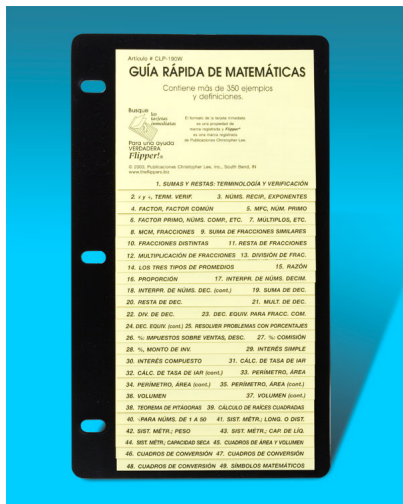 Artículo # CLP-180W
GUÍA RÁPIDA DE MATEMÁTICAS
Contiene más de 350 ejemplos
y definiciones.
Busque
las
tarjetas
inmediatas
Para una ayuda
VERDADERA
Flipper!®
El formato de la tarjeta inmediata
es una propiedad de
marca registrada y Flipper®
es una marca registrada
de Publicaciones Christopher Lee.
© 2003, Publicaciones Christopher Lee, Inc., South Bend, IN
www.theflippers.biz
1. SUMAS Y RESTAS: TERMINOLOGÍA Y VERIFICACIÓN
2. x y ÷, TERM. VERIF. 3. NÚMS. RECIP., EXPONENTES
4. FACTOR, FACTOR COMÚN 5. MFC, NÚM. PRIMO
6. FACTOR PRIMO, NÚMS. COMP., ETC. 7. MÚLTIPLOS, ETC.
8. MCM, FRACCIONES 9. SUMA DE FRACCIONES SIMILARES
10. FRACCIONES DISTINTAS 11. RESTA DE FRACCIONES
12. MULTIPLICACIÓN DE FRACCIONES 13. DIVISIÓN DE FRAC.
14. LOS TRES TIPOS DE PROMEDIOS 15. RAZÓN
16. PROPORCIÓN 17. INTERPR. DE NÚMS. DECIM.
18. INTERPR. DE NÚMS. DEC. (cont.) 19. SUMA DE DEC.
20. RESTA DE DEC. 21. MULT. DE DEC.
22. DIV. DE DEC. 23. DEC. EQUIV. PARA FRACC. COM.
24. DEC. EQUIV. (cont.) 25. RESOLVER PROBLEMAS CON PORCENTAJES
26. %: IMPUESTOS SOBRE VENTAS, DESC. 27. %: COMISIÓN
28. %, MONTO DE INV. 29. INTERÉS SIMPLE
30. INTERÉS COMPUESTO 31. CÁLC. DE TASA DE IAR
32. CÁLC. DE TASA DE IAR (cont.) 33. PERÍMETRO, ÁREA
34. PERÍMETRO, ÁREA (cont.) 35. PERÍMETRO, ÁREA (cont.)
36. VOLUMEN 37. VOLUMEN (cont.)
38. TEOREMA DE PITÁGORAS 39. CÁLCULO DE RAÍCES CUADRADAS
40. √PARA NÚMS. DE 1 A 50 41. SIST. MÉTR.: LONG. O DIST.
42. SIST. MÉTR.: PESO 43. SIST. MÉTR.: CAP. DE LÍQ.
44. SIST. MÉTR.: CAPACIDAD SECA 45. CUADROS DE ÁREA Y VOLUMEN
46. CUADROS DE CONVERSIÓN 47. CUADROS DE CONVERSIÓN
48. CUADROS DE CONVERSIÓN 49. SÍMBOLOS MATEMÁTICOS